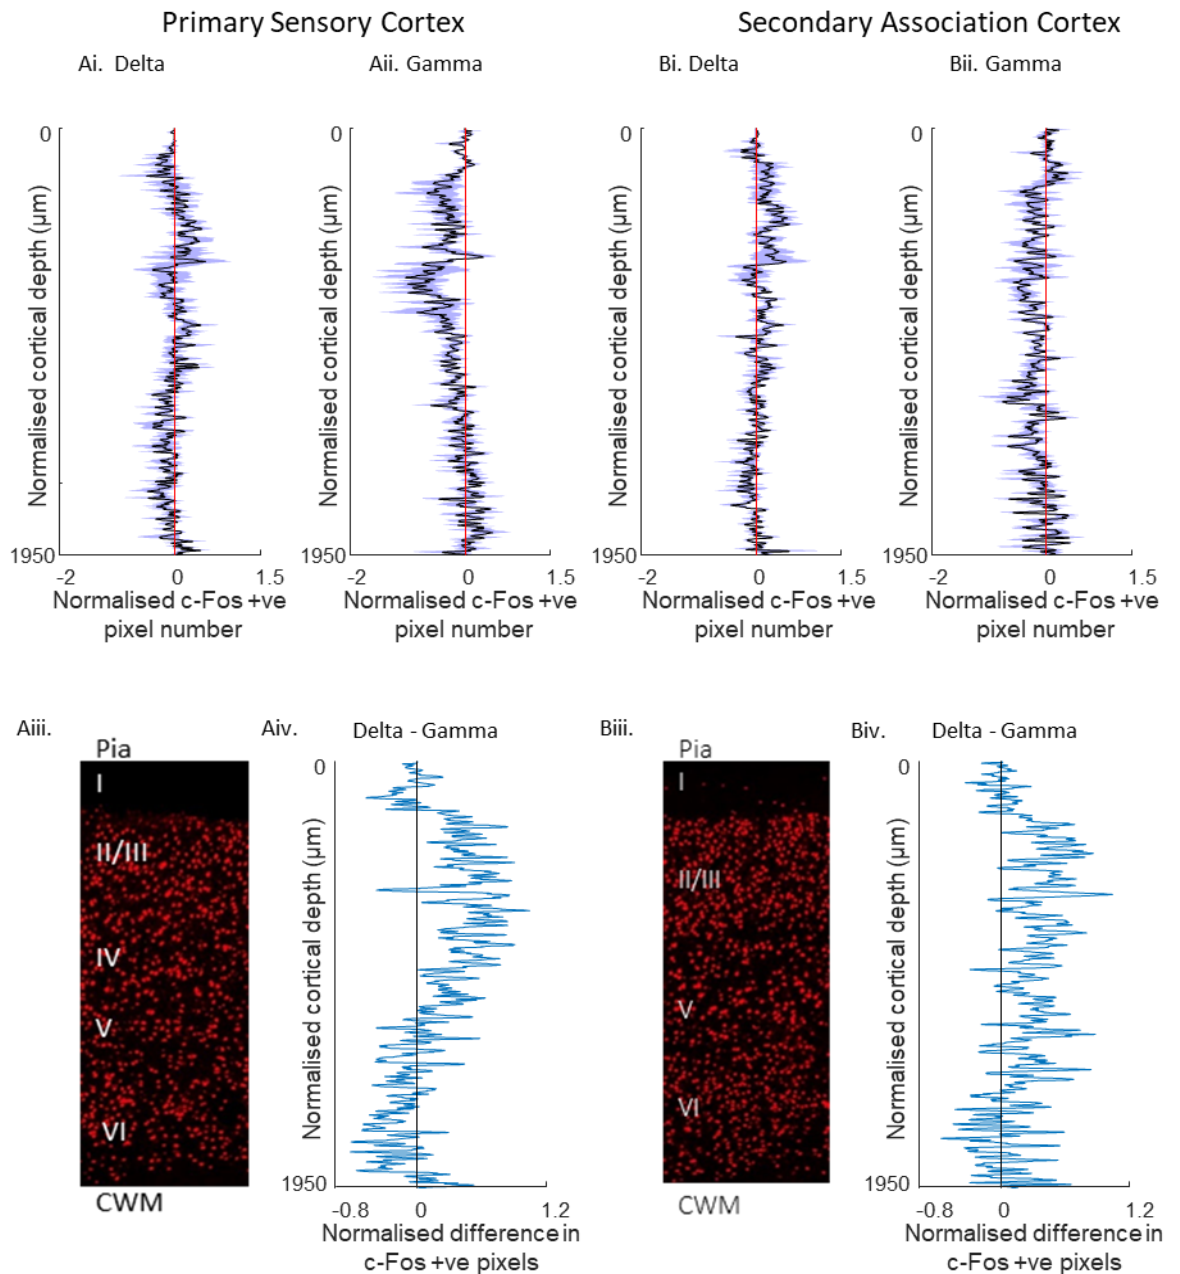 Primary Sensory Cortex
Secondary Association Cortex
Ai. Delta
Aii. Gamma
Bi. Delta
Bii. Gamma
0
Normalised cortical depth (µm)
1950
-2
0
1.5
Normalised c-Fos +ve
pixel number
0
Normalised cortical depth (µm)
1950
-2
0
1.5
Normalised c-Fos +ve
pixel number
0
Normalised cortical depth (µm)
1950
-2
0
1.5
Normalised c-Fos +ve
pixel number
0
Normalised cortical depth (µm)
1950
-2
0
1.5
Normalised c-Fos +ve
pixel number
Aiii.
Pia
I
II/III
IV
V
VI
CWM
Aiv.
Delta - Gamma
0
Normalised cortical depth (µm)
1950
-0.8
0
1.2
Normalised difference in
c-Fos +ve pixels
Biii.
Pia
I
II/III
V
VI
CWM
Biv.
Delta - Gamma
0
Normalised cortical depth (µm)
1950
-0.8
0
1.2
Normalised difference in
c-Fos +ve pixels